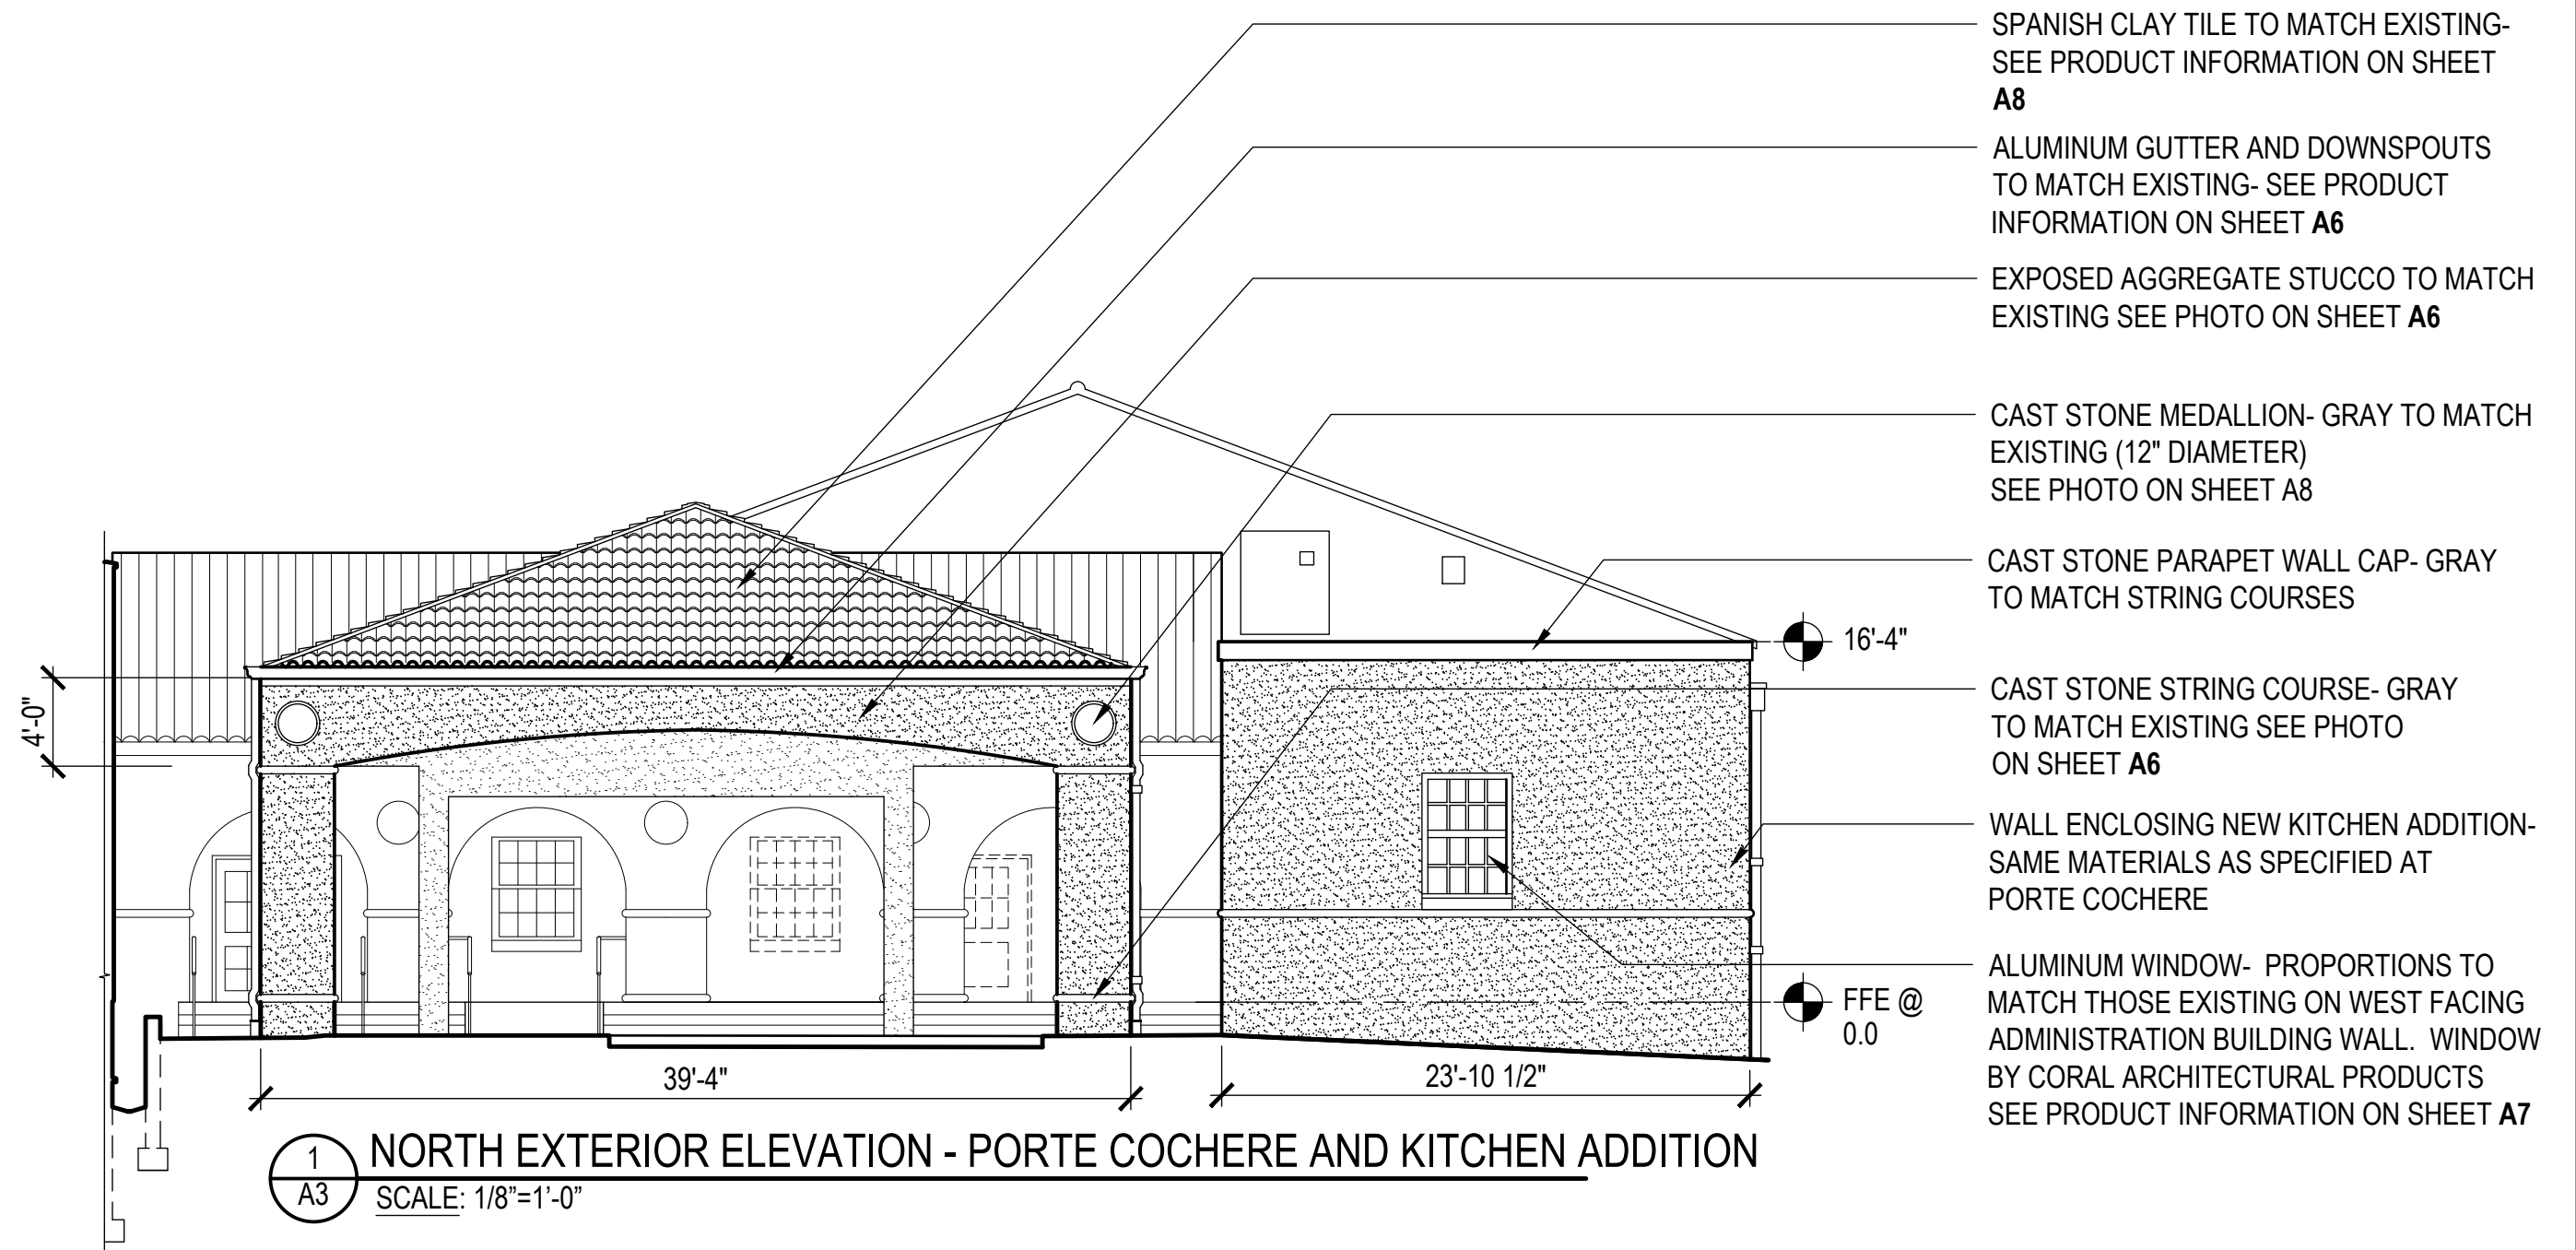 SPANISH CLAY TILE TO MATCH EXISTING-
SEE PRODUCT INFORMATION ON SHEET
A8
ALUMINUM GUTTER AND DOWNSPOUTS
TO MATCH EXISTING- SEE PRODUCT
INFORMATION ON SHEET A6
EXPOSED AGGREGATE STUCCO TO MATCH
EXISTING SEE PHOTO ON SHEET A6
CAST STONE MEDALLION- GRAY TO MATCH
EXISTING (12" DIAMETER)
SEE PHOTO ON SHEET A8
CAST STONE PARAPET WALL CAP- GRAY
TO MATCH STRING COURSES
16'-4"
CAST STONE STRING COURSE- GRAY
TO MATCH EXISTING SEE PHOTO
ON SHEET A6
4'-0"
WALL ENCLOSING NEW KITCHEN ADDITION-
SAME MATERIALS AS SPECIFIED AT
PORTE COCHERE
ALUMINUM WINDOW- PROPORTIONS TO
MATCH THOSE EXISTING ON WEST FACING
ADMINISTRATION BUILDING WALL. WINDOW
BY CORAL ARCHITECTURAL PRODUCTS
SEE PRODUCT INFORMATION ON SHEET A7
FFE @
0.0
39'-4"
23'-10 1/2"
1
A3
NORTH EXTERIOR ELEVATION - PORTE COCHERE AND KITCHEN ADDITION
SCALE: 1/8”=1’-0”